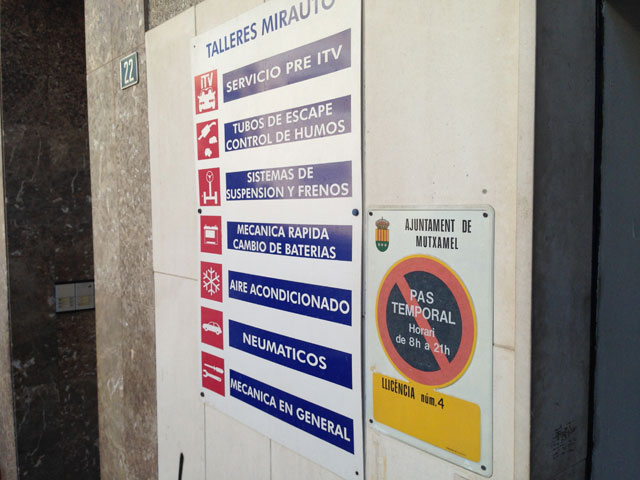 22
TALLERES MIRAUTO
ITV
SERVICIO PRE ITV
TUBOS DE ESCAPE
CONTROL DE HUMOS
SISTEMAS DE
SUSPENSION Y FRENOS
MECANICA RAPIDA
CAMBIO DE BATERIAS
AIRE ACONDICIONADO
NEUMATICOS
MECANICA EN GENERAL
AJUNTAMENT DE
MUTXAMEL
PAS
TEMPORAL
Horari
de 8h a 21h
LLICÈNCIA núm. 4